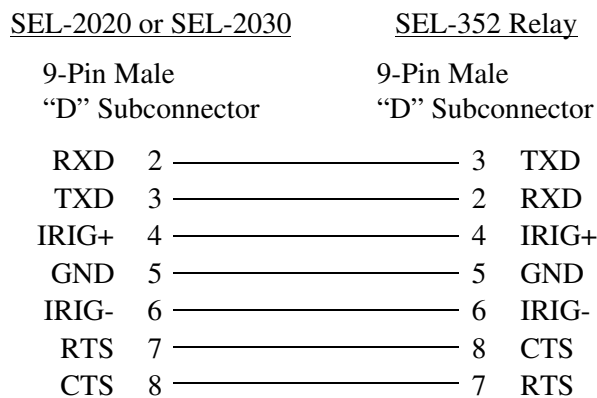 SEL-2020 or SEL-2030 SEL-352 Relay
9-Pin Male 9-Pin Male
“D” Subconnector “D” Subconnector
RXD 2 3 TXD
TXD 3 2 RXD
IRIG+ 4 4 IRIG+
GND 5 5 GND
IRIG- 6 6 IRIG-
RTS 7 8 CTS
CTS 8 7 RTS